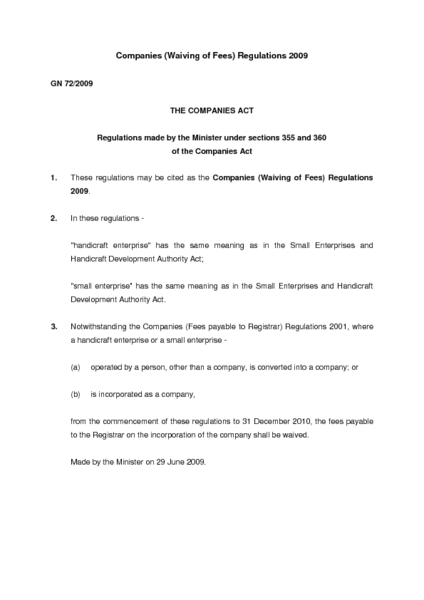 Companies (Waiving of Fees) Regulations 2009
GN 72/2009
THE COMPANIES ACT
Regulations made by the Minister under sections 355 and 360
of the Companies Act
1. These regulations may be cited as the Companies (Waiving of Fees) Regulations
2009.
2. In these regulations -
"handicraft enterprise" has the same meaning as in the Small Enterprises and
Handicraft Development Authority Act;
"small enterprise" has the same meaning as in the Small Enterprises and Handicraft
Development Authority Act.
3. Notwithstanding the Companies (Fees payable to Registrar) Regulations 2001, where
a handicraft enterprise or a small enterprise -
(a) operated by a person, other than a company, is converted into a company; or
(b) is incorporated as a company,
from the commencement of these regulations to 31 December 2010, the fees payable
to the Registrar on the incorporation of the company shall be waived.
Made by the Minister on 29 June 2009.